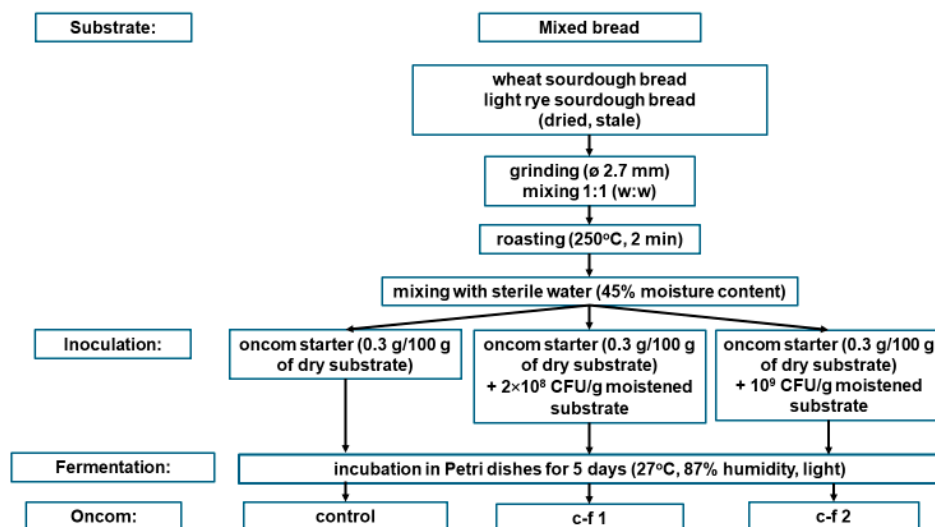 Substrate:
Mixed bread
wheat sourdough bread
light rye sourdough bread
(dried, stale)
grinding (ø 2.7 mm)
mixing 1:1 (w:w)
roasting (250ºC, 2 min)
mixing with sterile water (45% moisture content)
Inoculation:
oncom starter (0.3 g/100 g
of dry substrate)
oncom starter (0.3 g/100 g
of dry substrate)
+ 2×10⁸ CFU/g moistened
substrate
oncom starter (0.3 g/100 g
of dry substrate)
+ 10⁹ CFU/g moistened
substrate
Fermentation:
incubation in Petri dishes for 5 days (27ºC, 87% humidity, light)
Oncom:
control
c-f 1
c-f 2